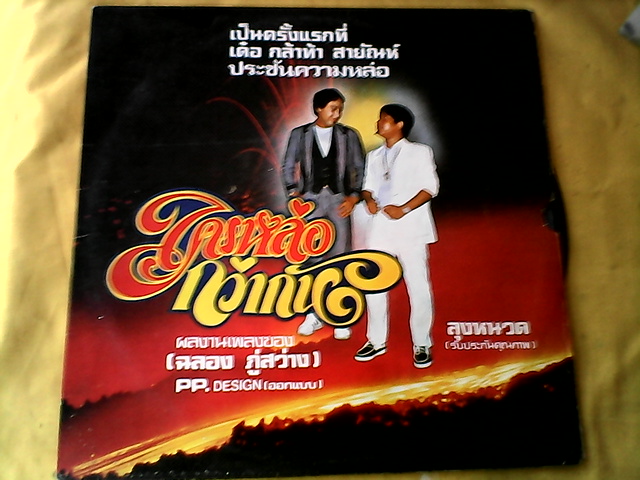 เป็นครั้งแรกที่
เด๋อ กล้าท้า สายัณห์
ประชันความหล่อ
ใครหล่อ
กว่ากัน
ผลงานเพลงของ
(ฉลอง ภู่สว่าง)
PP. DESIGN (ออกแบบ)
ลุงหนวด
(รับประกันคุณภาพ)